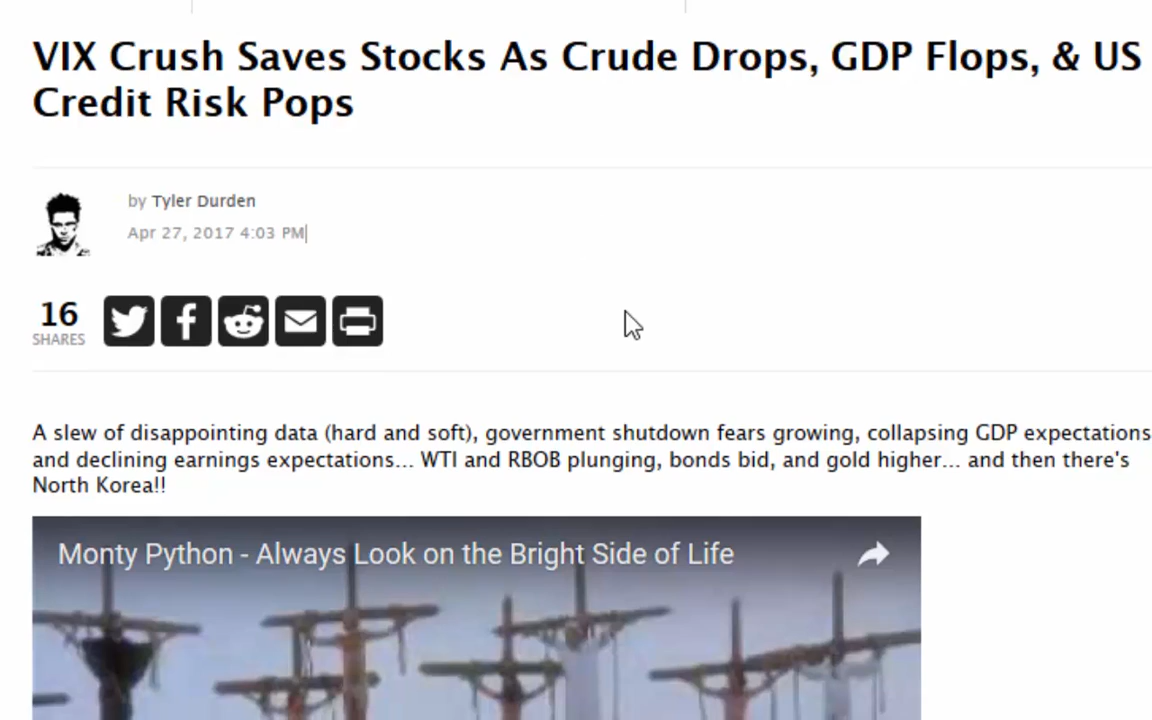 VIX Crush Saves Stocks As Crude Drops, GDP Flops, & US
Credit Risk Pops
by Tyler Durden
Apr 27, 2017 4:03 PM
16
SHARES
A slew of disappointing data (hard and soft), government shutdown fears growing, collapsing GDP expectations
and declining earnings expectations... WTI and RBOB plunging, bonds bid, and gold higher... and then there's
North Korea!!
Monty Python - Always Look on the Bright Side of Life